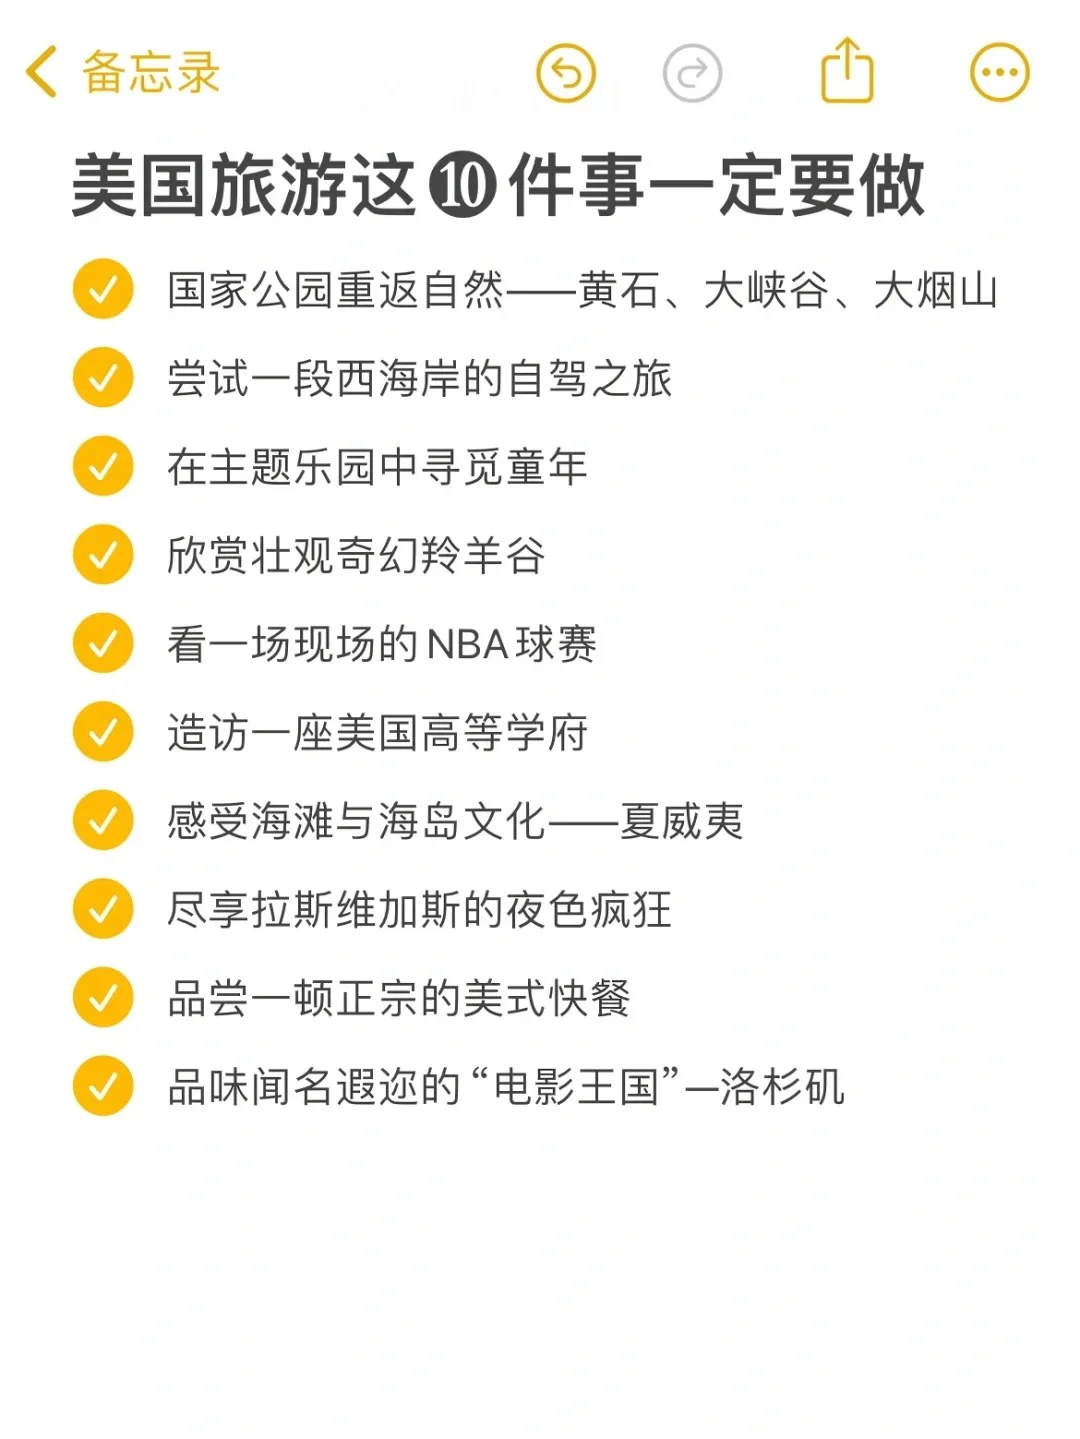 备忘录
美国旅游这❿件事一定要做
国家公园重返自然——黄石、大峡谷、大烟山
尝试一段西海岸的自驾之旅
在主题乐园中寻觅童年
欣赏壮观奇幻羚羊谷
看一场现场的NBA球赛
造访一座美国高等学府
感受海滩与海岛文化——夏威夷
尽享拉斯维加斯的夜色疯狂
品尝一顿正宗的美式快餐
品味闻名遐迩的“电影王国”—洛杉矶